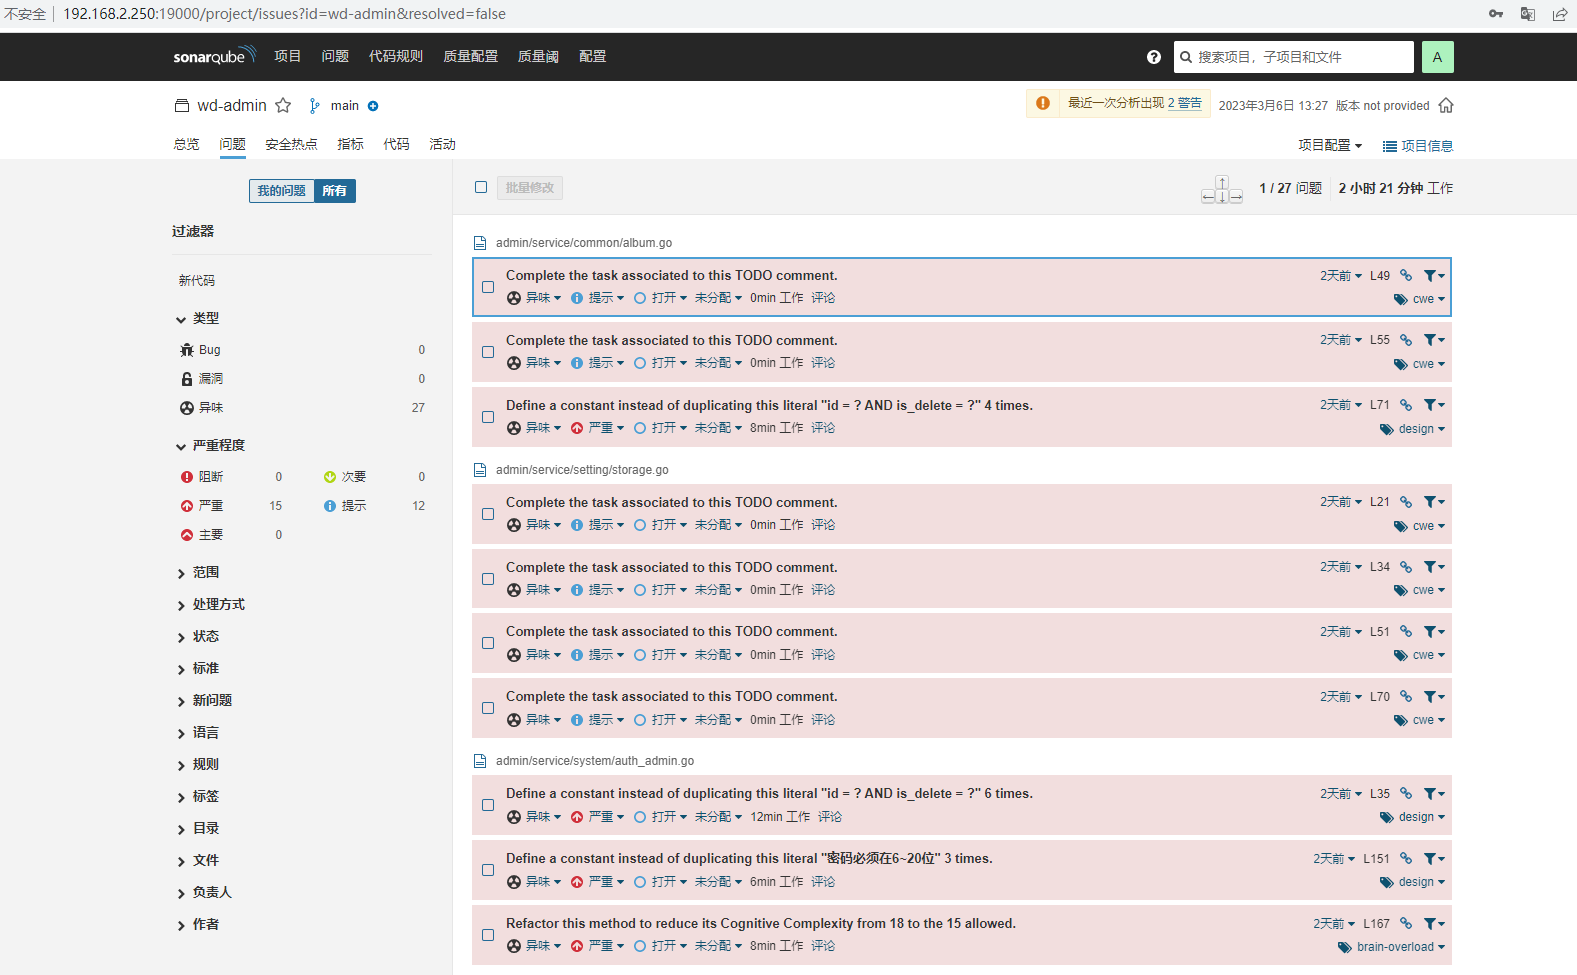 不安全 192.168.2.250:19000/project/issues?id=wd-admin&resolved=false
sonarqube 项目 问题 代码规则 质量配置 质量阈 配置 搜索项目，子项目和文件 A
wd-admin main 最近一次分析出现 2 警告 2023年3月6日 13:27 版本 not provided
总览 问题 安全热点 指标 代码 活动 项目配置 项目信息
我的问题 所有
过滤器
新代码
类型
Bug 0
漏洞 0
异味 27
严重程度
阻断 0 次要 0
严重 15 提示 12
主要 0
范围
处理方式
状态
标准
新问题
语言
规则
标签
目录
文件
负责人
作者
批量修改 1 / 27 问题 2 小时 21 分钟 工作
admin/service/common/album.go
Complete the task associated to this TODO comment. 2天前 L49
异味 提示 打开 未分配 0min 工作 评论 cwe
Complete the task associated to this TODO comment. 2天前 L55
异味 提示 打开 未分配 0min 工作 评论 cwe
Define a constant instead of duplicating this literal "id = ? AND is_delete = ?" 4 times. 2天前 L71
异味 严重 打开 未分配 8min 工作 评论 design
admin/service/setting/storage.go
Complete the task associated to this TODO comment. 2天前 L21
异味 提示 打开 未分配 0min 工作 评论 cwe
Complete the task associated to this TODO comment. 2天前 L34
异味 提示 打开 未分配 0min 工作 评论 cwe
Complete the task associated to this TODO comment. 2天前 L51
异味 提示 打开 未分配 0min 工作 评论 cwe
Complete the task associated to this TODO comment. 2天前 L70
异味 提示 打开 未分配 0min 工作 评论 cwe
admin/service/system/auth_admin.go
Define a constant instead of duplicating this literal "id = ? AND is_delete = ?" 6 times. 2天前 L35
异味 严重 打开 未分配 12min 工作 评论 design
Define a constant instead of duplicating this literal "密码必须在6~20位" 3 times. 2天前 L151
异味 严重 打开 未分配 6min 工作 评论 design
Refactor this method to reduce its Cognitive Complexity from 18 to the 15 allowed. 2天前 L167
异味 严重 打开 未分配 8min 工作 评论 brain-overload